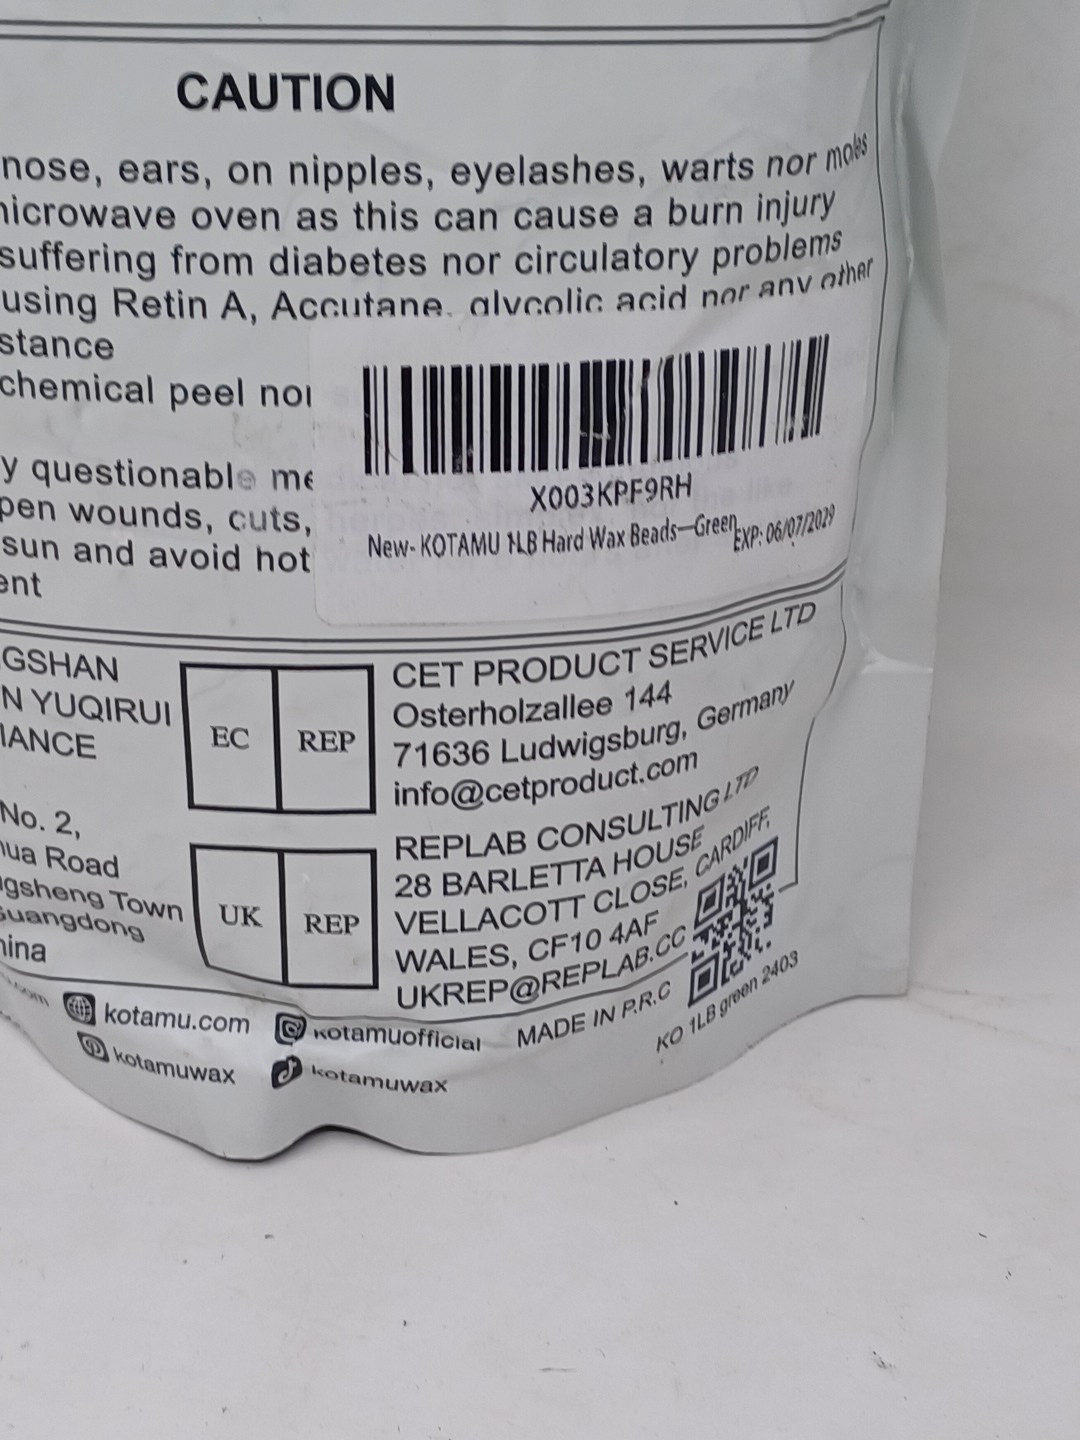 CAUTION
nose, ears, on nipples, eyelashes, warts nor moles
microwave oven as this can cause a burn injury
suffering from diabetes nor circulatory problems
using Retin A, Accutane, glycolic acid nor any other
stance
chemical peel nor
y questionable me
pen wounds, cuts,
sun and avoid hot
ent
X003KPF9RH
New- KOTAMU 1LB Hard Wax Beads—Green
EXP: 06/07/2029
GSHAN
N YUQIRUI
IANCE
No. 2,
hua Road
gsheng Town
Guangdong
hina
EC REP
CET PRODUCT SERVICE LTD
Osterholzallee 144
71636 Ludwigsburg, Germany
info@cetproduct.com
UK REP
REPLAB CONSULTING LTD
28 BARLETTA HOUSE
VELLACOTT CLOSE, CARDIFF,
WALES, CF10 4AF
UKREP@REPLAB.CC
.com
kotamu.com
kotamuofficial
MADE IN P.R.C
KO 1LB green 2403
kotamuwax
kotamuwax